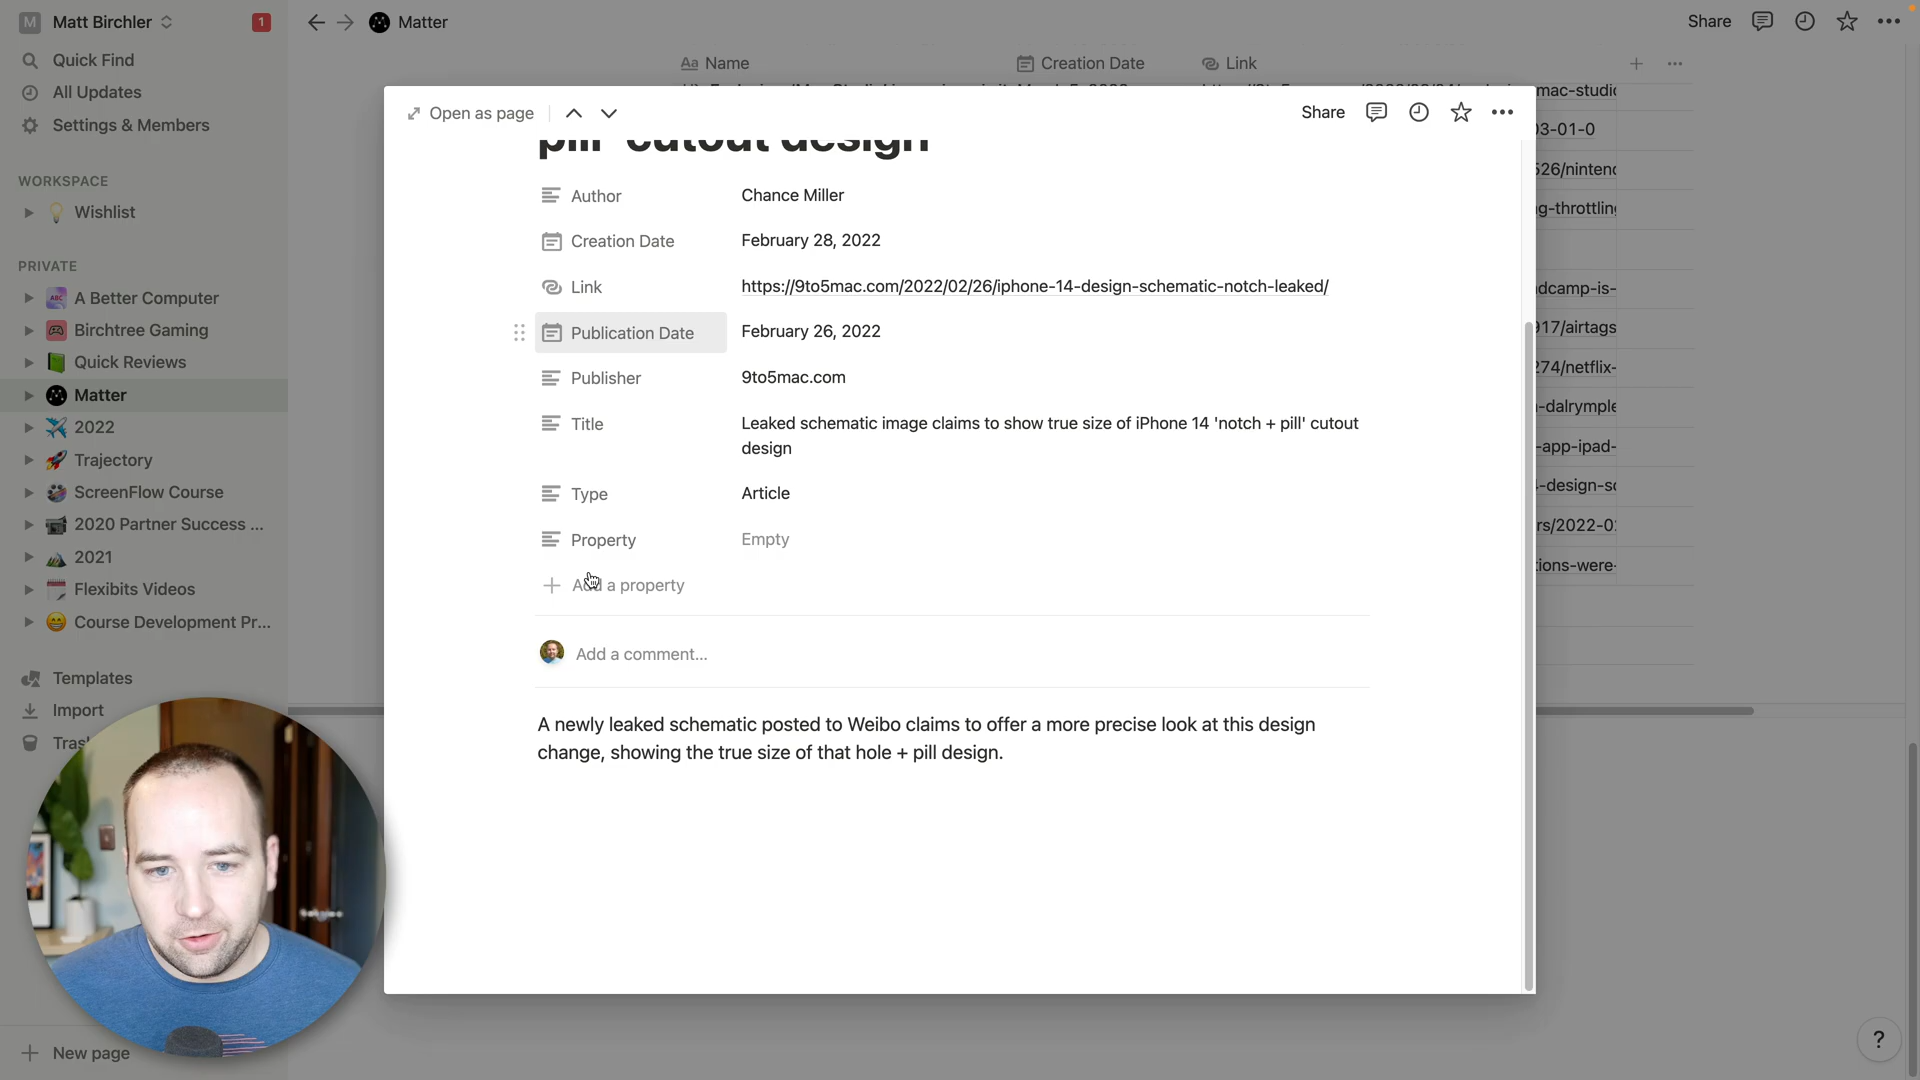 M Matt Birchler
1
Matter
Share
Quick Find
All Updates
Settings & Members
WORKSPACE
Wishlist
PRIVATE
A Better Computer
Birchtree Gaming
Quick Reviews
Matter
2022
Trajectory
ScreenFlow Course
2020 Partner Success ...
2021
Flexibits Videos
Course Development Pr...
Templates
Import
New page
Aa Name
Creation Date
Link
mac-studi
03-01-0
526/ninten
g-throttlin
dcamp-is-
917/airtags
274/netflix-
-dalrymple
-app-ipad-
rs/2022-0
ions-were-
Open as page
Share
pill' cutout design
Author Chance Miller
Creation Date February 28, 2022
Link https://9to5mac.com/2022/02/26/iphone-14-design-schematic-notch-leaked/
Publication Date February 26, 2022
Publisher 9to5mac.com
Title Leaked schematic image claims to show true size of iPhone 14 'notch + pill' cutout
design
Type Article
Property Empty
Add a property
Add a comment...
A newly leaked schematic posted to Weibo claims to offer a more precise look at this design
change, showing the true size of that hole + pill design.
?